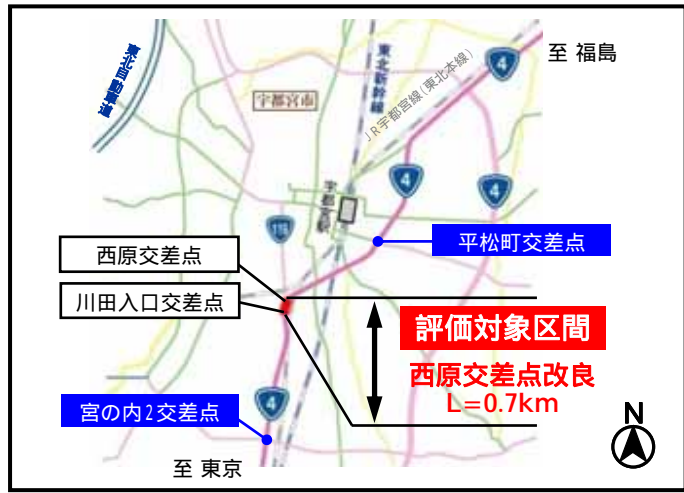 至 福島
4
東北自動車道
東北新幹線
JR宇都宮線(東北本線)
宇都宮市
4
4
宇都宮駅
119
平松町交差点
西原交差点
川田入口交差点
評価対象区間
西原交差点改良
L=0.7km
4
宮の内2交差点
N
至 東京